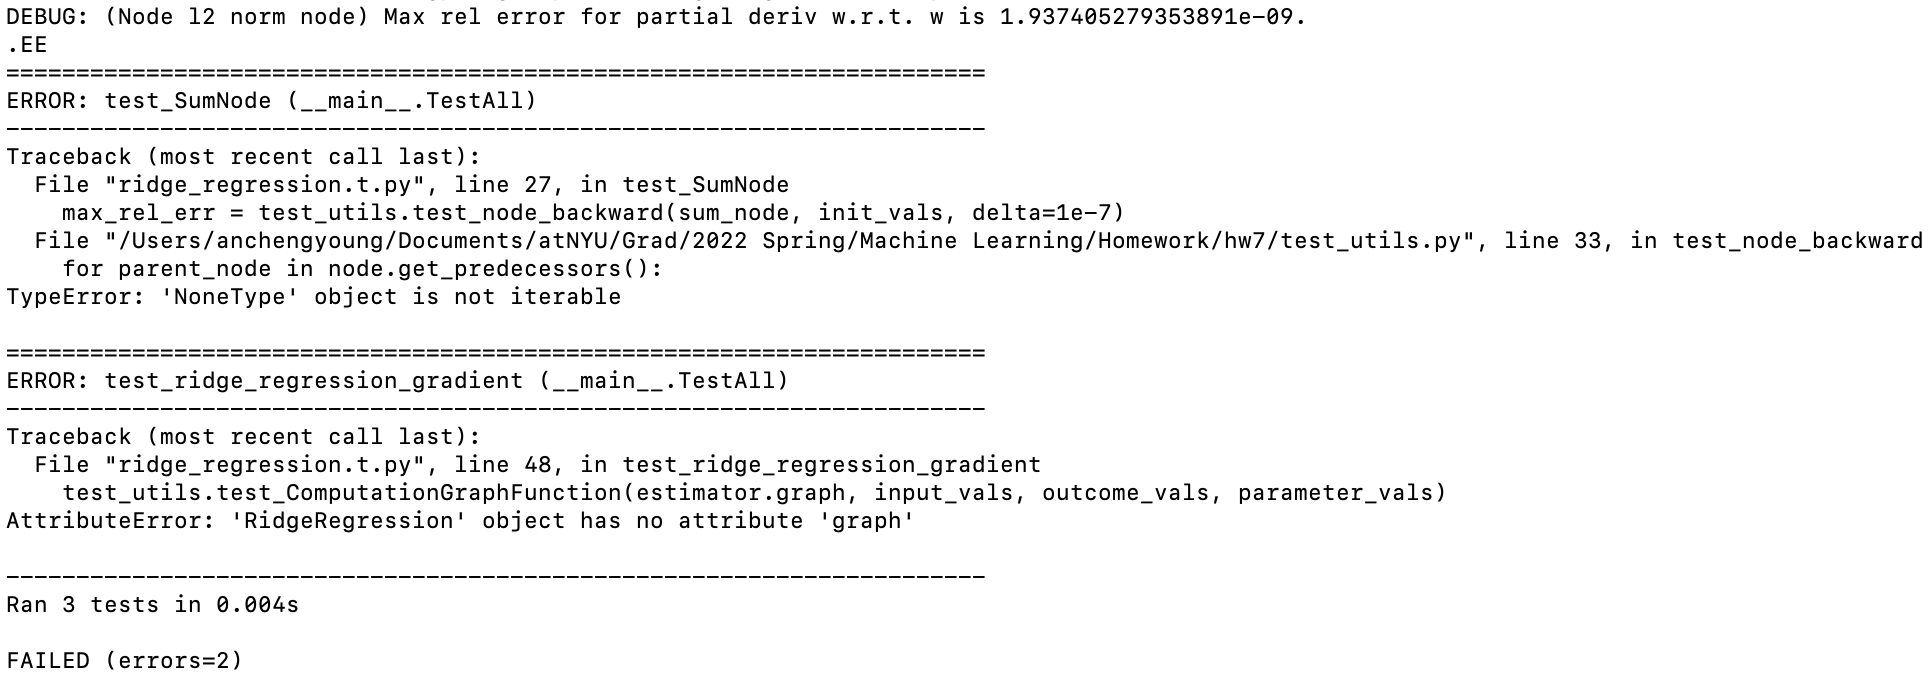 DEBUG: (Node l2 norm node) Max rel error for partial deriv w.r.t. w is 1.937405279353891e-09.
.EE
======================================================================
ERROR: test_SumNode (__main__.TestAll)
----------------------------------------------------------------------
Traceback (most recent call last):
  File "ridge_regression.t.py", line 27, in test_SumNode
    max_rel_err = test_utils.test_node_backward(sum_node, init_vals, delta=1e-7)
  File "/Users/anchengyoung/Documents/atNYU/Grad/2022 Spring/Machine Learning/Homework/hw7/test_utils.py", line 33, in test_node_backward
    for parent_node in node.get_predecessors():
TypeError: 'NoneType' object is not iterable

======================================================================
ERROR: test_ridge_regression_gradient (__main__.TestAll)
----------------------------------------------------------------------
Traceback (most recent call last):
  File "ridge_regression.t.py", line 48, in test_ridge_regression_gradient
    test_utils.test_ComputationGraphFunction(estimator.graph, input_vals, outcome_vals, parameter_vals)
AttributeError: 'RidgeRegression' object has no attribute 'graph'

----------------------------------------------------------------------
Ran 3 tests in 0.004s

FAILED (errors=2)